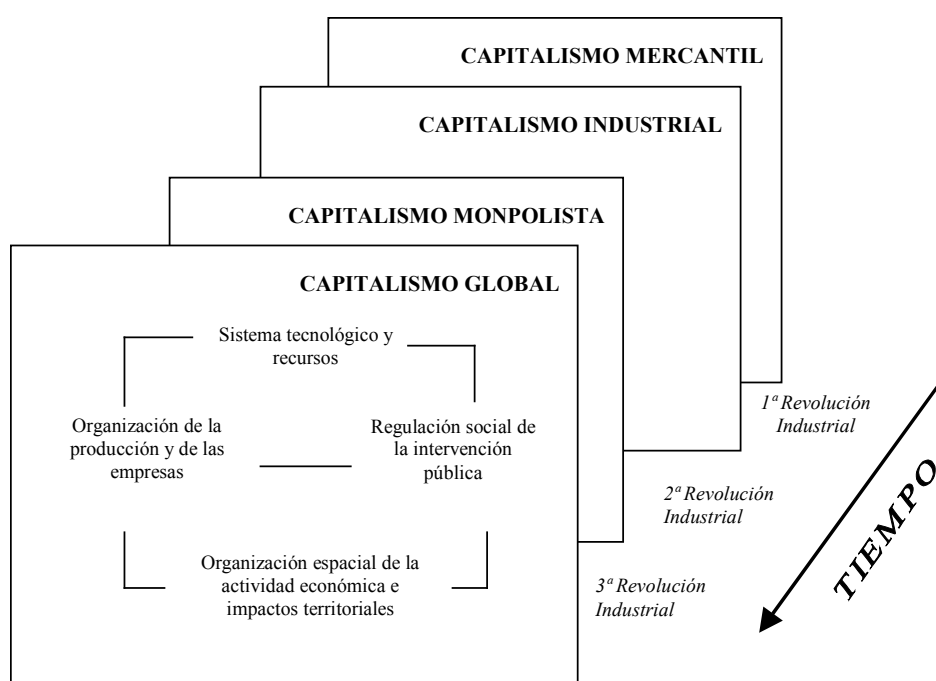 CAPITALISMO MERCANTIL
CAPITALISMO INDUSTRIAL
CAPITALISMO MONPOLISTA
CAPITALISMO GLOBAL
Sistema tecnológico y
recursos
Organización de la
producción y de las
empresas
Regulación social de
la intervención
pública
Organización espacial de la
actividad económica e
impactos territoriales
1ª Revolución
Industrial
2ª Revolución
Industrial
3ª Revolución
Industrial
TIEMPO